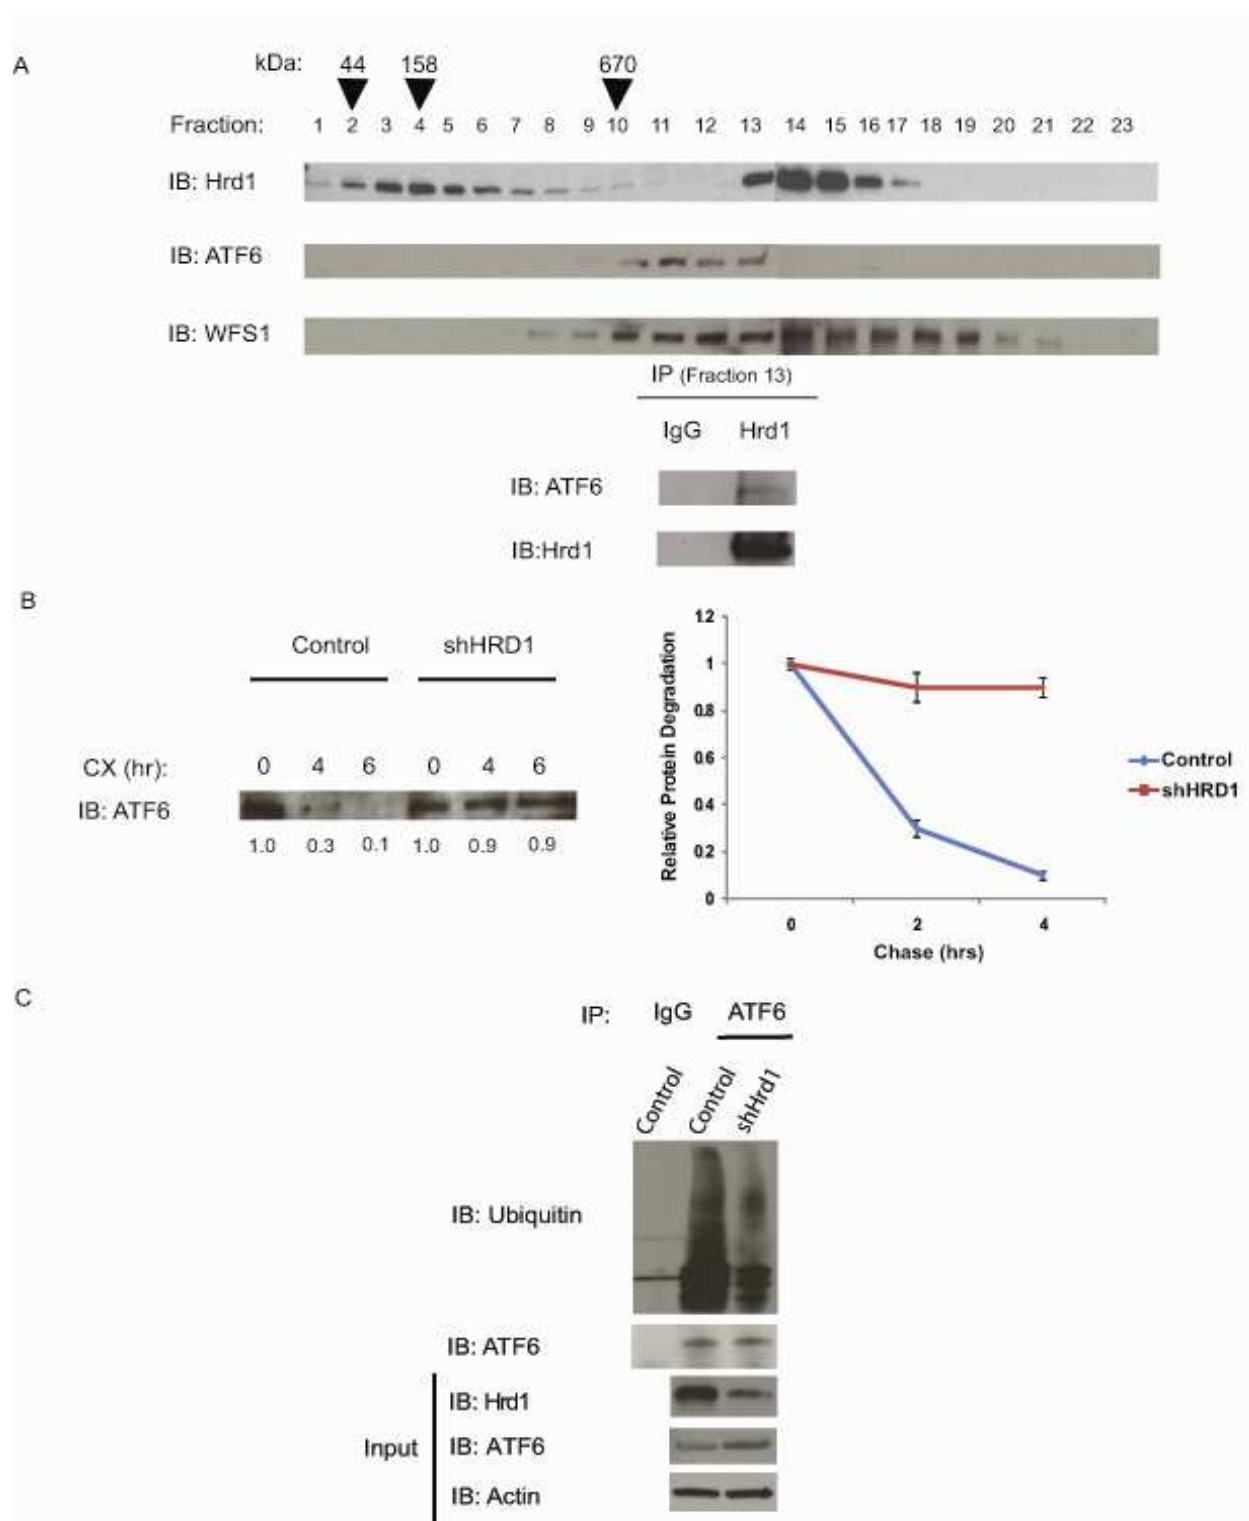 A
kDa: 44 158 670
Fraction: 1 2 3 4 5 6 7 8 9 10 11 12 13 14 15 16 17 18 19 20 21 22 23
IB: Hrd1
IB: ATF6
IB: WFS1
IP (Fraction 13)
IgG Hrd1
IB: ATF6
IB:Hrd1
B
Control shHRD1
CX (hr): 0 4 6 0 4 6
IB: ATF6
1.0 0.3 0.1 1.0 0.9 0.9
Relative Protein Degradation
1.2
1
0.8
0.6
0.4
0.2
0
0 2 4
Chase (hrs)
Control
shHRD1
C
IP: IgG ATF6
Control Control shHrd1
IB: Ubiquitin
IB: ATF6
Input
IB: Hrd1
IB: ATF6
IB: Actin